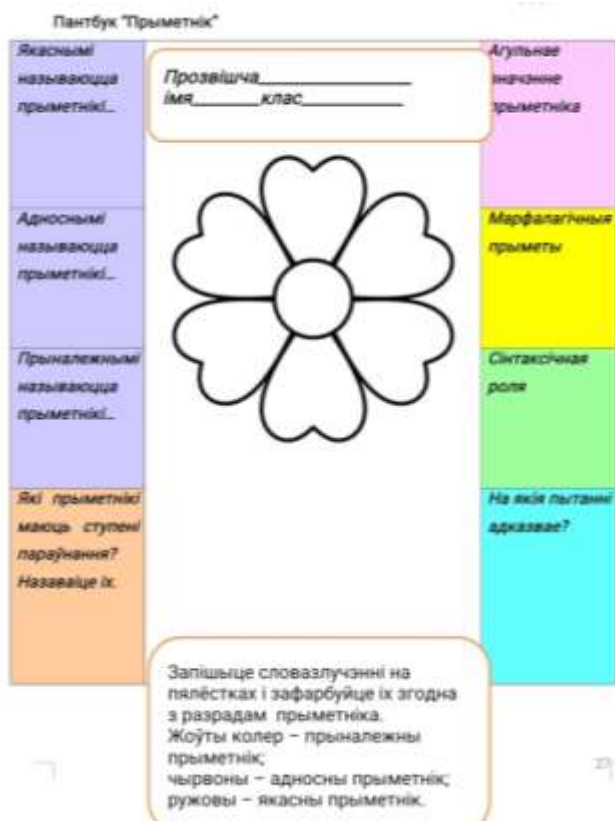 Пантбук "Прыметнік"
Якаснымі
называюцца
прыметнікі...
Адноснымі
называюцца
прыметнікі...
Прыналежнымі
называюцца
прыметнікі...
Які прыметнікі
маюць ступені
параўнання?
Назавіце іх.
Прозвішча
імя клас
Запішыце словазлучэнні на
пялёстках і зафарбуйце іх згодна
з разрадам прыметніка.
Жоўты колер – прыналежны
прыметнік;
чырвоны – адносны прыметнік;
ружовы – якасны прыметнік.
Агульнае
значэнне
прыметніка
Марфалагічныя
прыметы
Сінтаксічная
роля
На якія пытанні
адказвае?
27